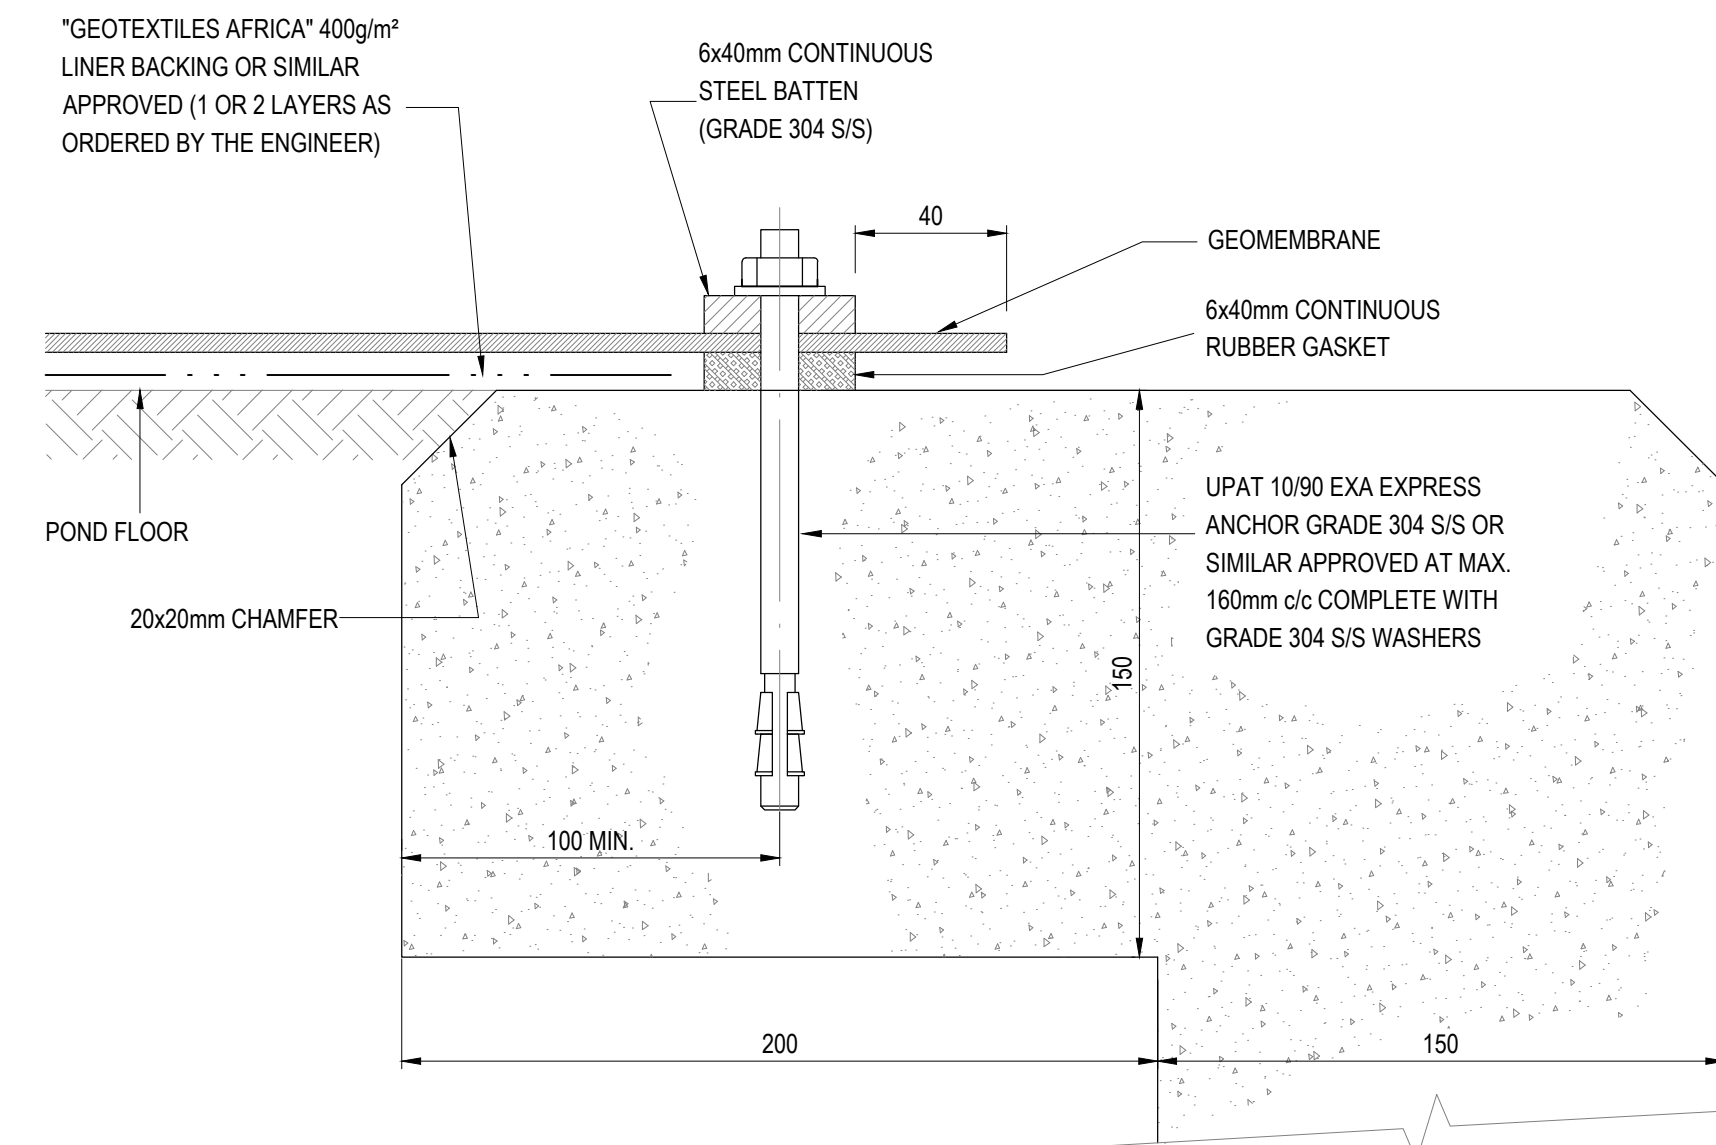 "GEOTEXTILES AFRICA" 400g/m²
LINER BACKING OR SIMILAR
APPROVED (1 OR 2 LAYERS AS
ORDERED BY THE ENGINEER)
6x40mm CONTINUOUS
STEEL BATTEN
(GRADE 304 S/S)
40
GEOMEMBRANE
6x40mm CONTINUOUS
RUBBER GASKET
POND FLOOR
20x20mm CHAMFER
UPAT 10/90 EXA EXPRESS
ANCHOR GRADE 304 S/S OR
SIMILAR APPROVED AT MAX.
160mm c/c COMPLETE WITH
GRADE 304 S/S WASHERS
150
100 MIN.
200
150